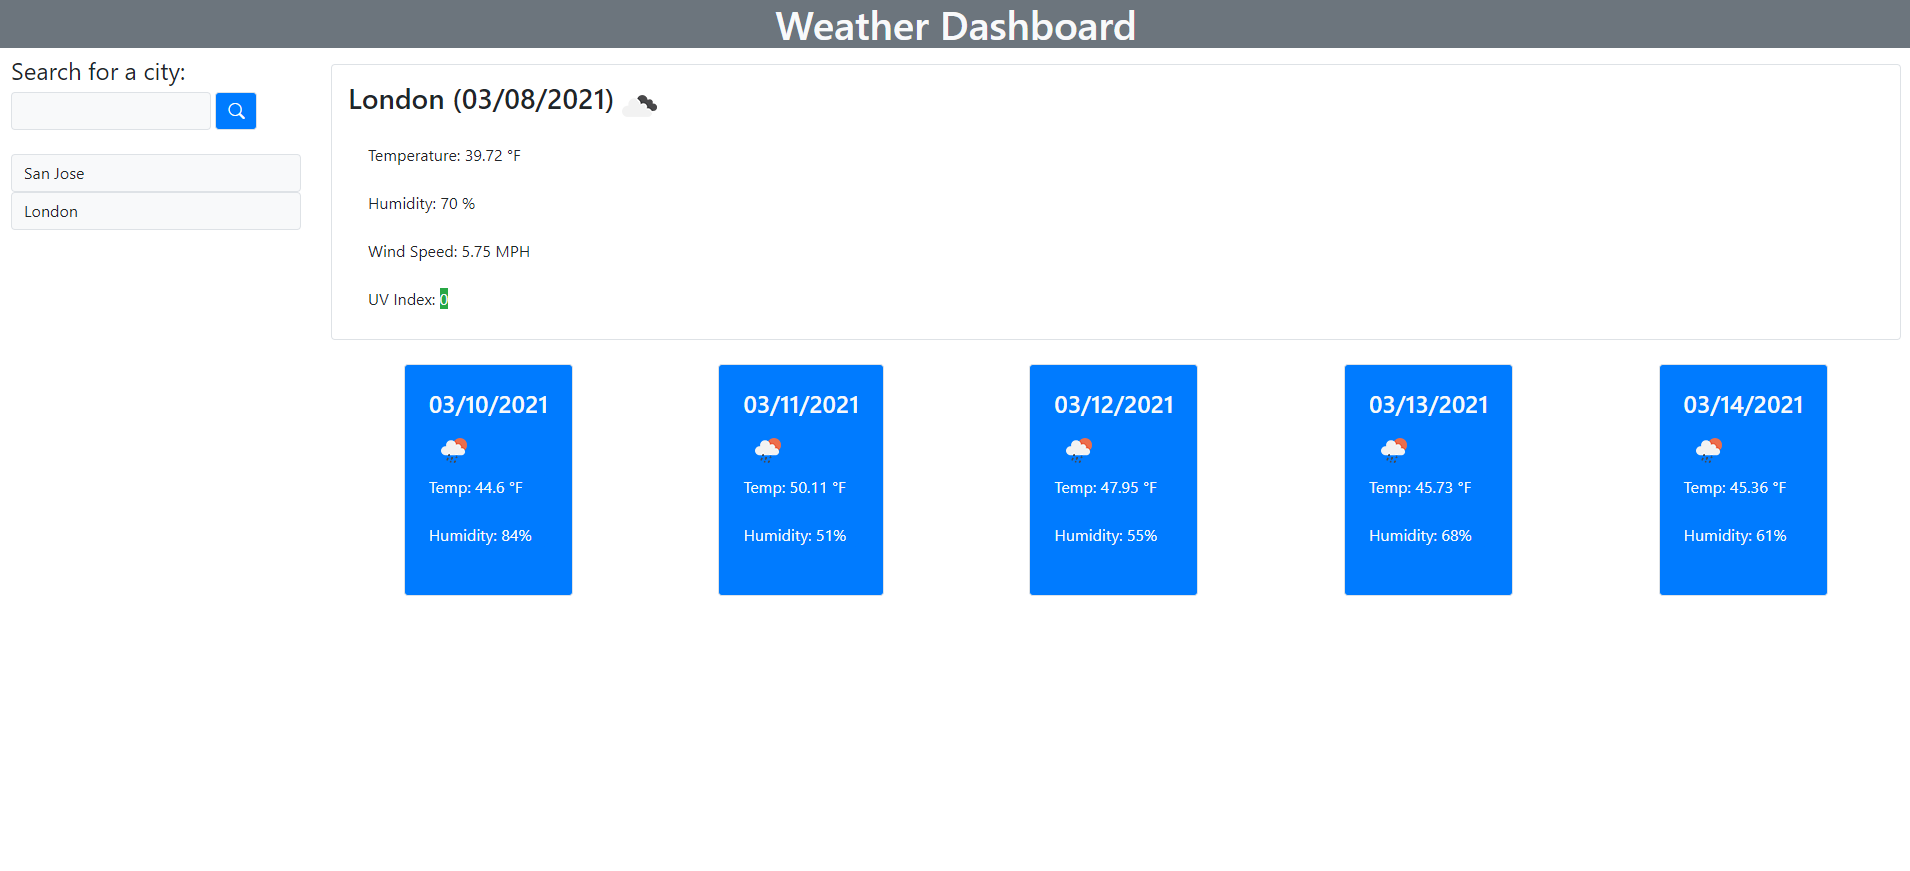 Weather Dashboard
Search for a city:
San Jose
London
London (03/08/2021)
Temperature: 39.72 °F
Humidity: 70 %
Wind Speed: 5.75 MPH
UV Index: 0
03/10/2021
Temp: 44.6 °F
Humidity: 84%
03/11/2021
Temp: 50.11 °F
Humidity: 51%
03/12/2021
Temp: 47.95 °F
Humidity: 55%
03/13/2021
Temp: 45.73 °F
Humidity: 68%
03/14/2021
Temp: 45.36 °F
Humidity: 61%